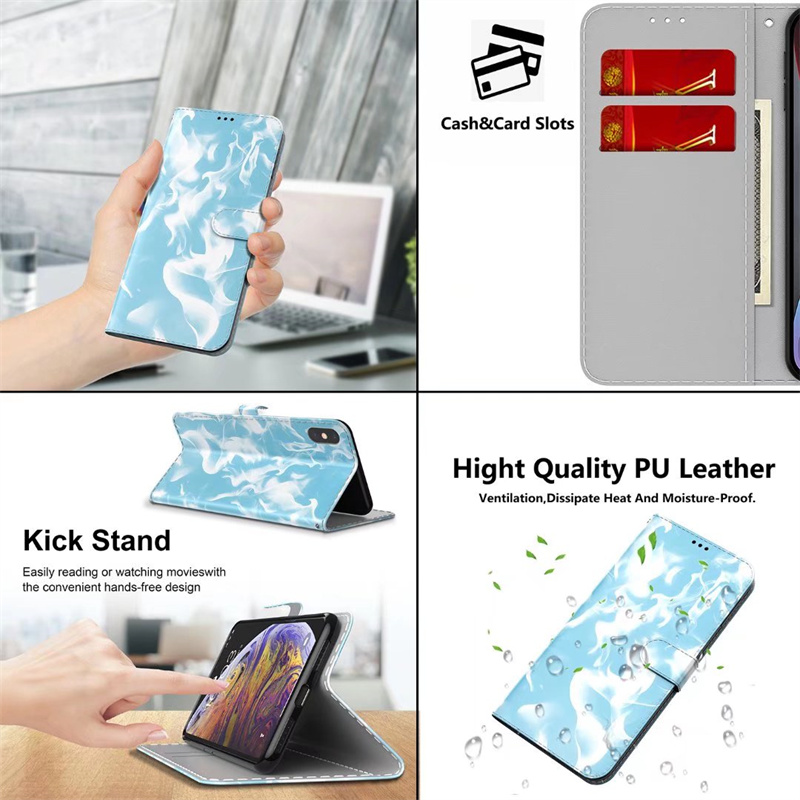 Cash&Card Slots
Kick Stand
Easily reading or watching movieswith
the convenient hands-free design
Hight Quality PU Leather
Ventilation,Dissipate Heat And Moisture-Proof.